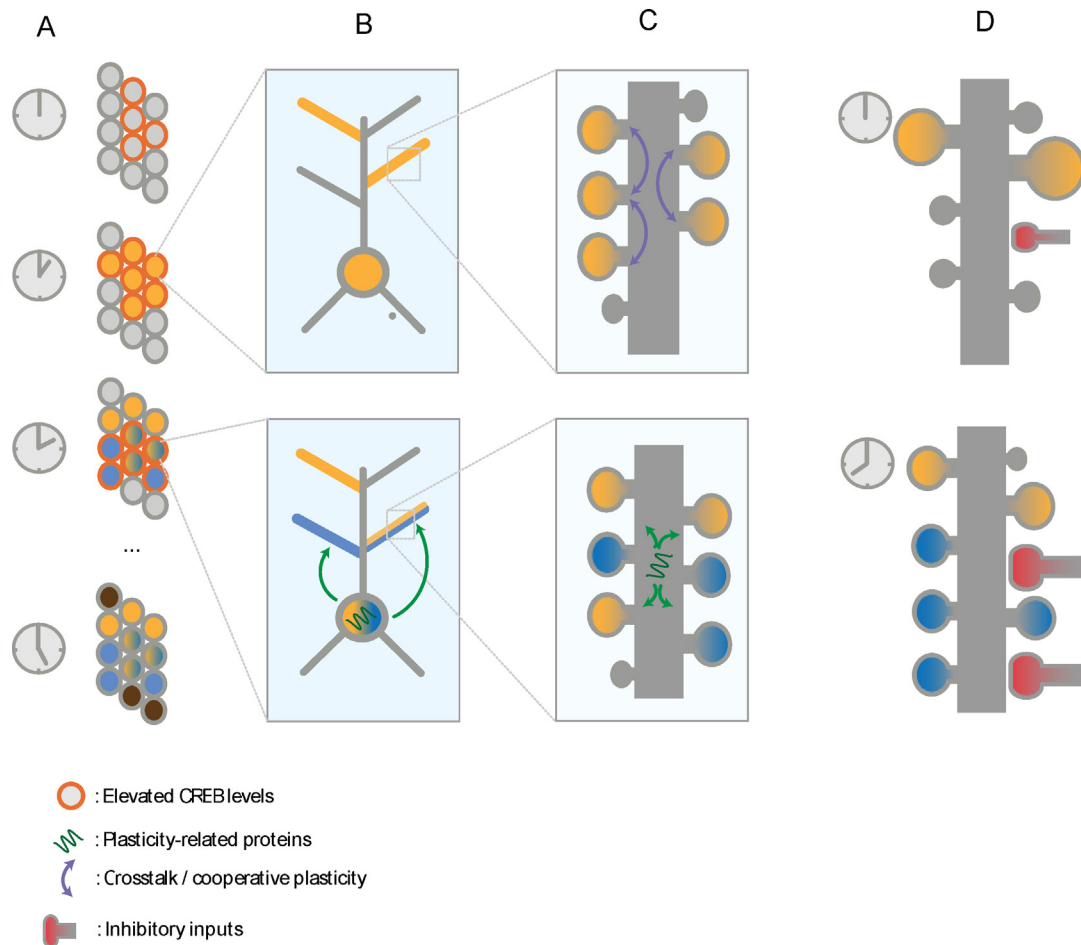 A
B
C
D
...
: Elevated CREB levels
: Plasticity-related proteins
: Crosstalk / cooperative plasticity
: Inhibitory inputs